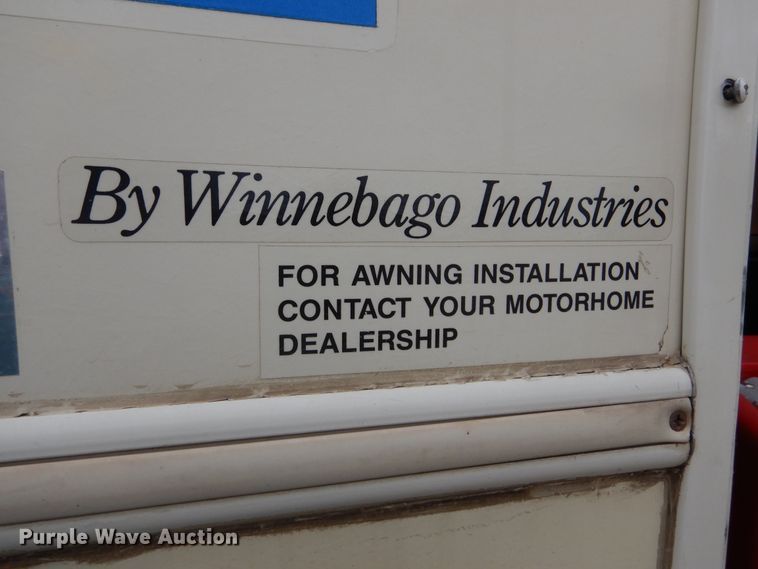 By Winnebago Industries
FOR AWNING INSTALLATION
CONTACT YOUR MOTORHOME
DEALERSHIP
Purple Wave Auction